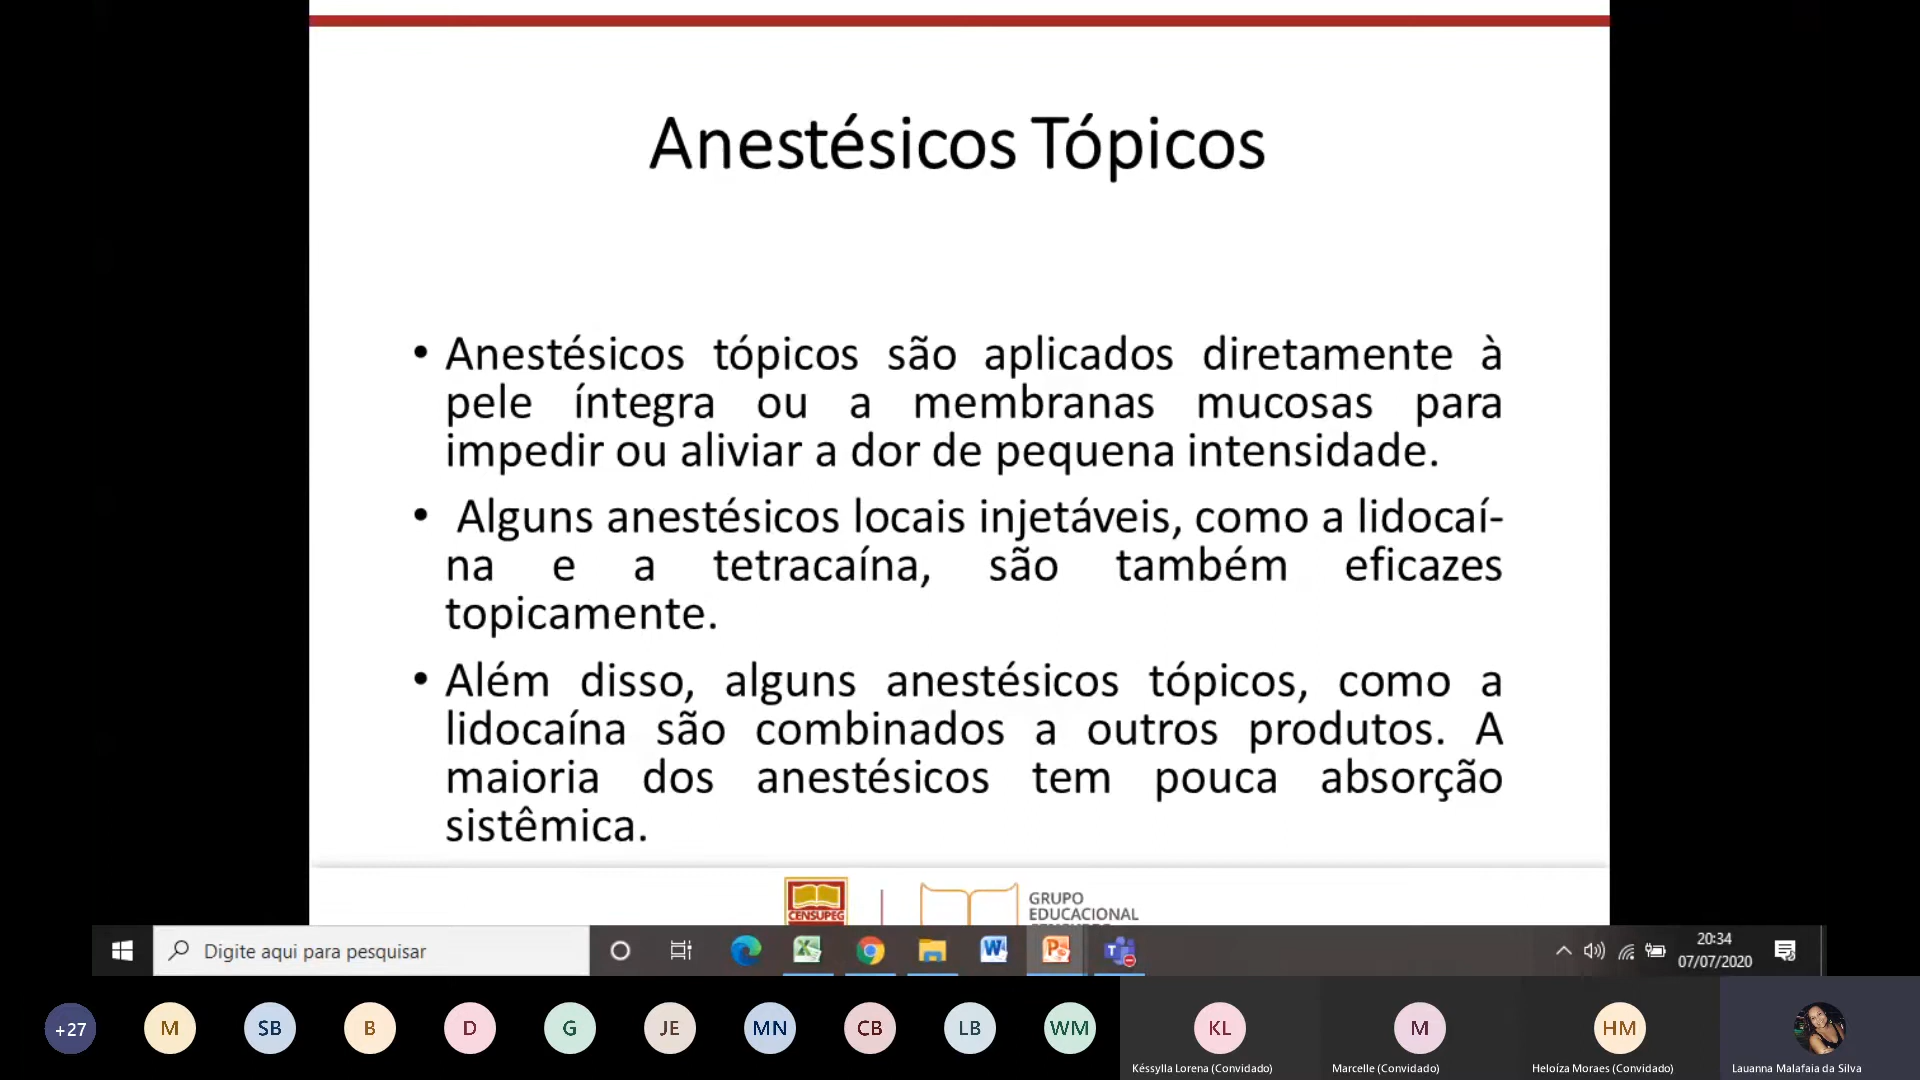 Anestésicos Tópicos
• Anestésicos tópicos são aplicados diretamente à
pele íntegra ou a membranas mucosas para
impedir ou aliviar a dor de pequena intensidade.
• Alguns anestésicos locais injetáveis, como a lidocaí-
na e a tetracaína, são também eficazes
topicamente.
• Além disso, alguns anestésicos tópicos, como a
lidocaína são combinados a outros produtos. A
maioria dos anestésicos tem pouca absorção
sistêmica.
CENSUPEG
GRUPO
EDUCACIONAL
Digite aqui para pesquisar
20:34
07/07/2020
+27
M
SB
B
D
G
JE
MN
CB
LB
WM
KL
M
HM
Késsylla Lorena (Convidado)
Marcelle (Convidado)
Heloíza Moraes (Convidado)
Lauanna Malafaia da Silva